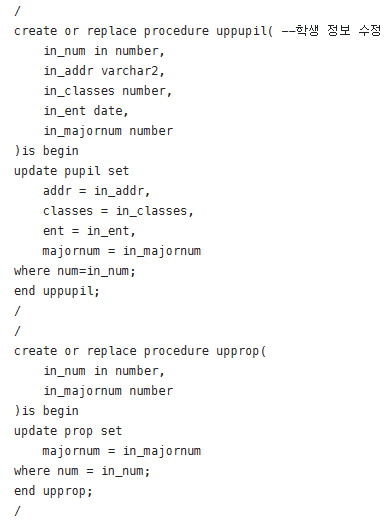 /
create or replace procedure uppupil( --학생 정보 수정
    in_num in number,
    in_addr varchar2,
    in_classes number,
    in_ent date,
    in_majornum number
)is begin
update pupil set
    addr = in_addr,
    classes = in_classes,
    ent = in_ent,
    majornum = in_majornum
where num=in_num;
end uppupil;
/
/
create or replace procedure upprop(
    in_num in number,
    in_majornum number
)is begin
update prop set
    majornum = in_majornum
where num = in_num;
end upprop;
/